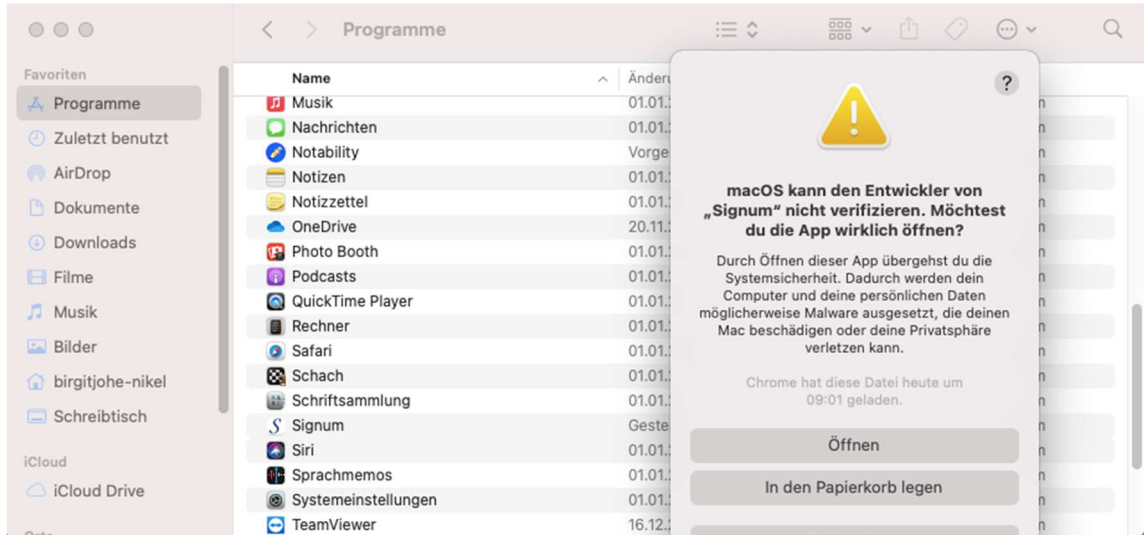 Programme
Favoriten
Programme
Zuletzt benutzt
AirDrop
Dokumente
Downloads
Filme
Musik
Bilder
birgitjohe-nikel
Schreibtisch
iCloud
iCloud Drive
Name
Musik 01.01.
Nachrichten 01.01.
Notability Vorge
Notizen 01.01.
Notizzettel 01.01.
OneDrive 20.11.
Photo Booth 01.01.
Podcasts 01.01.
QuickTime Player 01.01.
Rechner 01.01.
Safari 01.01.
Schach 01.01.
Schriftsammlung 01.01.
Signum Geste
Siri 01.01.
Sprachmemos 01.01.
Systemeinstellungen 01.01.
TeamViewer 16.12.
?
macOS kann den Entwickler von
„Signum“ nicht verifizieren. Möchtest
du die App wirklich öffnen?
Durch Öffnen dieser App übergehst du die
Systemsicherheit. Dadurch werden dein
Computer und deine persönlichen Daten
möglicherweise Malware ausgesetzt, die deinen
Mac beschädigen oder deine Privatsphäre
verletzen kann.
Chrome hat diese Datei heute um
09:01 geladen.
Öffnen
In den Papierkorb legen